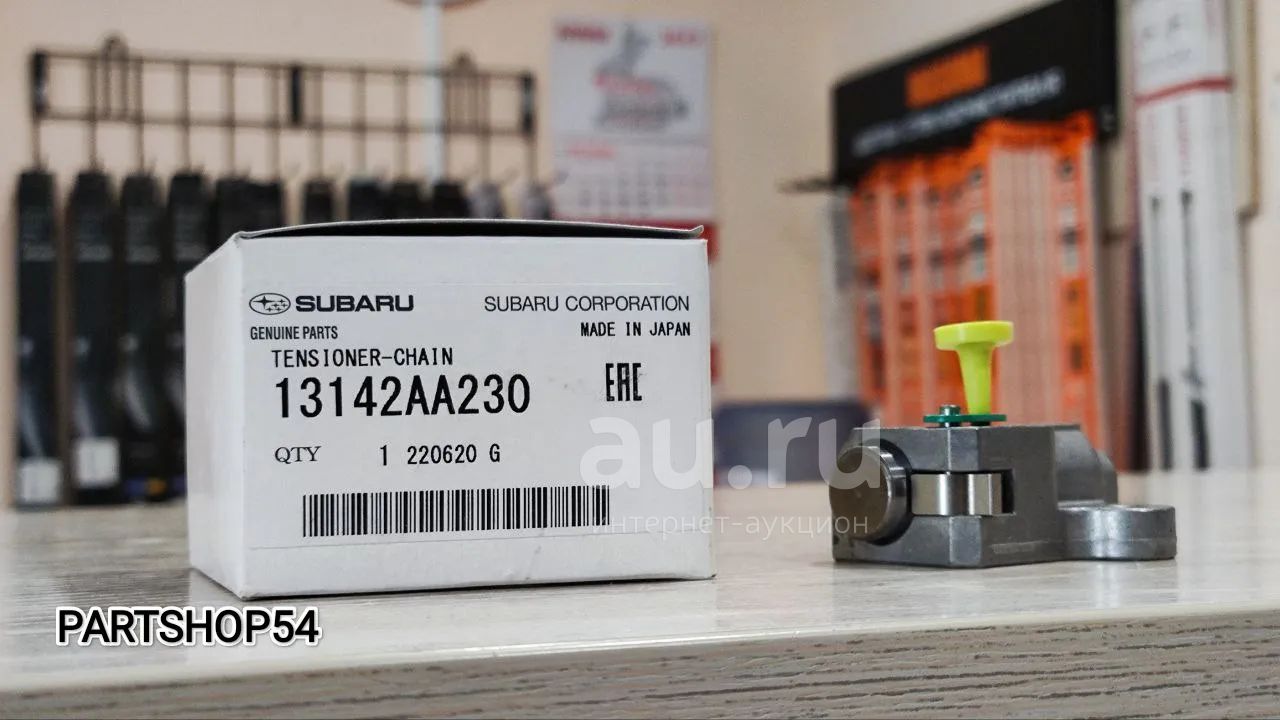 SUBARU
SUBARU CORPORATION
GENUINE PARTS
MADE IN JAPAN
TENSIONER-CHAIN
13142AA230
EAC
QTY 1 220620 G
au.ru
интернет-аукцион
PARTSHOP54